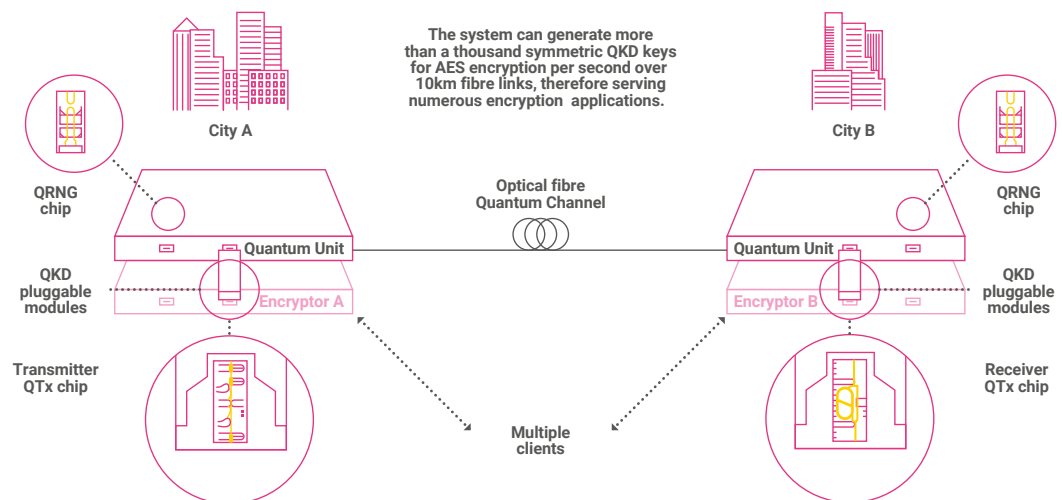 The system can generate more
than a thousand symmetric QKD keys
for AES encryption per second over
10km fibre links, therefore serving
numerous encryption applications.
City A
City B
QRNG
chip
QRNG
chip
Optical fibre
Quantum Channel
Quantum Unit
Quantum Unit
QKD
pluggable
modules
Encryptor A
Encryptor B
QKD
pluggable
modules
Transmitter
QTx chip
Receiver
QTx chip
Multiple
clients